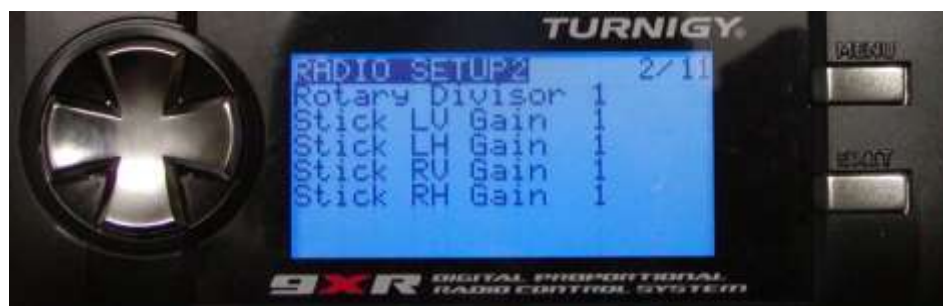 TURNIGY®
MENU
RADIO SETUP2 2/11
Rotary Divisor 1
Stick LV Gain 1
Stick LH Gain 1
Stick RV Gain 1
Stick RH Gain 1
EXIT
9XR DIGITAL PROPORTIONAL
RADIO CONTROL SYSTEM